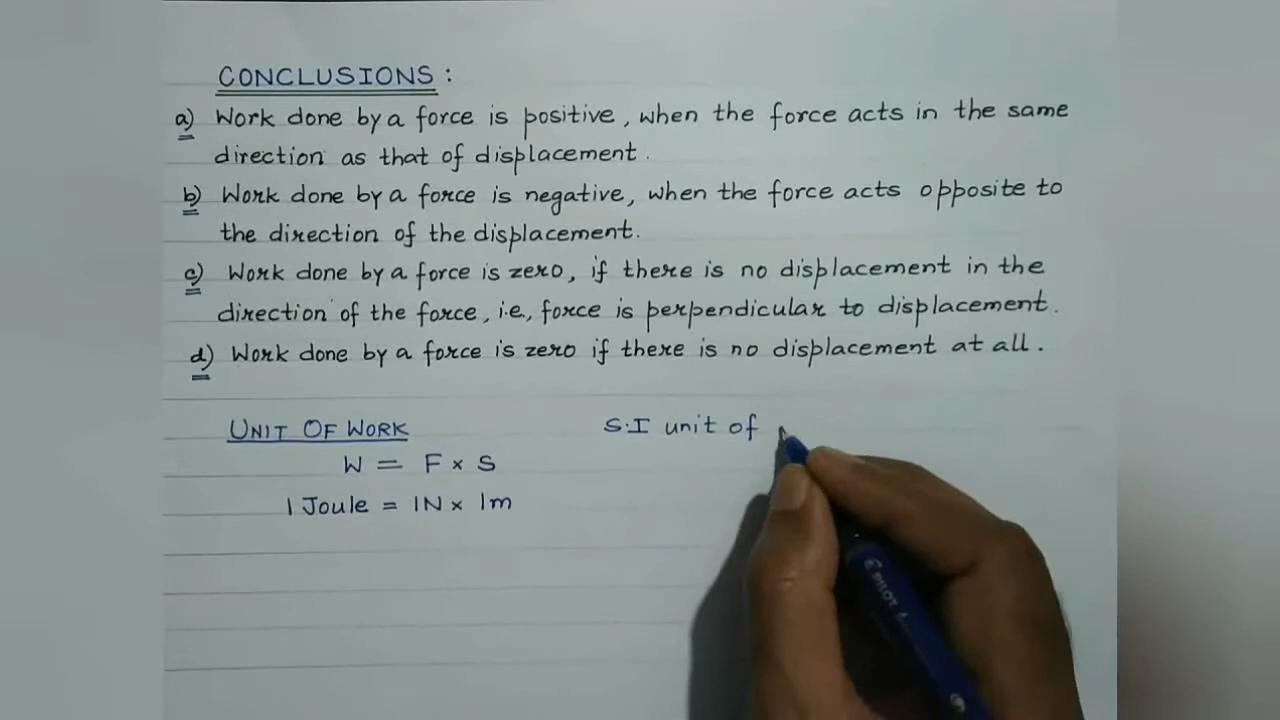 CONCLUSIONS :
a) Work done by a force is positive, when the force acts in the same
direction as that of displacement.
b) Work done by a force is negative, when the force acts opposite to
the direction of the displacement.
c) Work done by a force is zero, if there is no displacement in the
direction of the force, i.e., force is perpendicular to displacement.
d) Work done by a force is zero if there is no displacement at all.
UNIT OF WORK
W = F × S
1 Joule = 1N × 1m
S.I unit of
PILOT